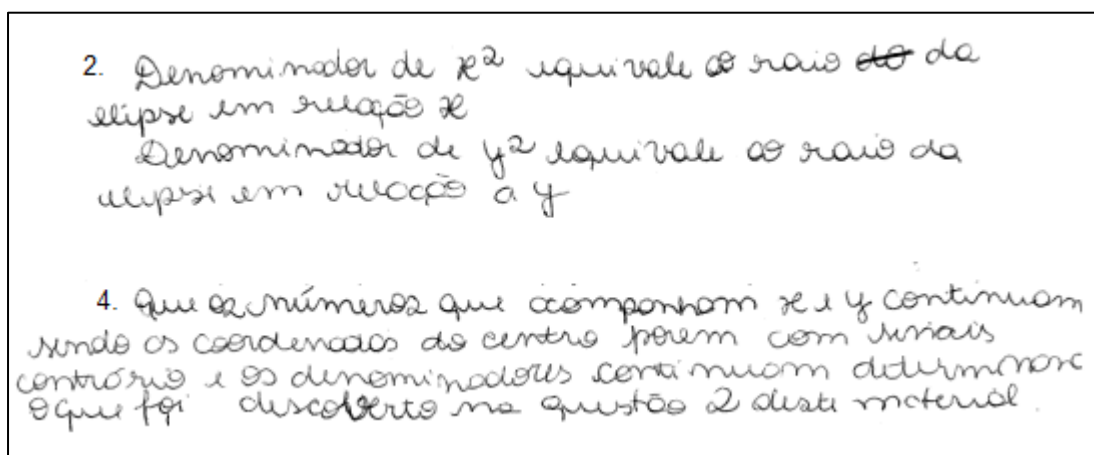 2. Denominador de x² equivale ao raio do da
elipse em relação x
Denominador de y² equivale ao raio da
elipse em relação a y
4. Que os números que acompanham x e y continuam
sendo as coordenadas do centro porem com sinais
contrário e os denominadores continuam determinando
o que foi descoberto na questão 2 deste material.